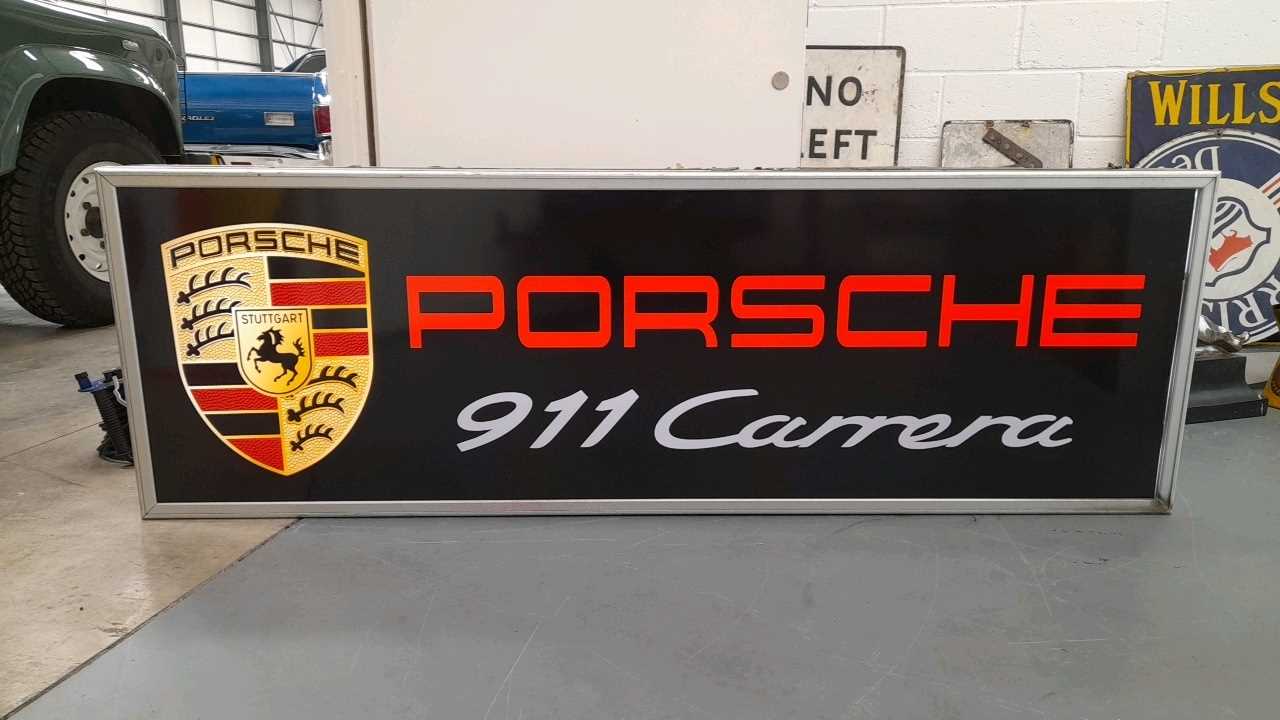 NO
EFT
WILLS
PORSCHE
STUTTGART
PORSCHE
911 Carrera